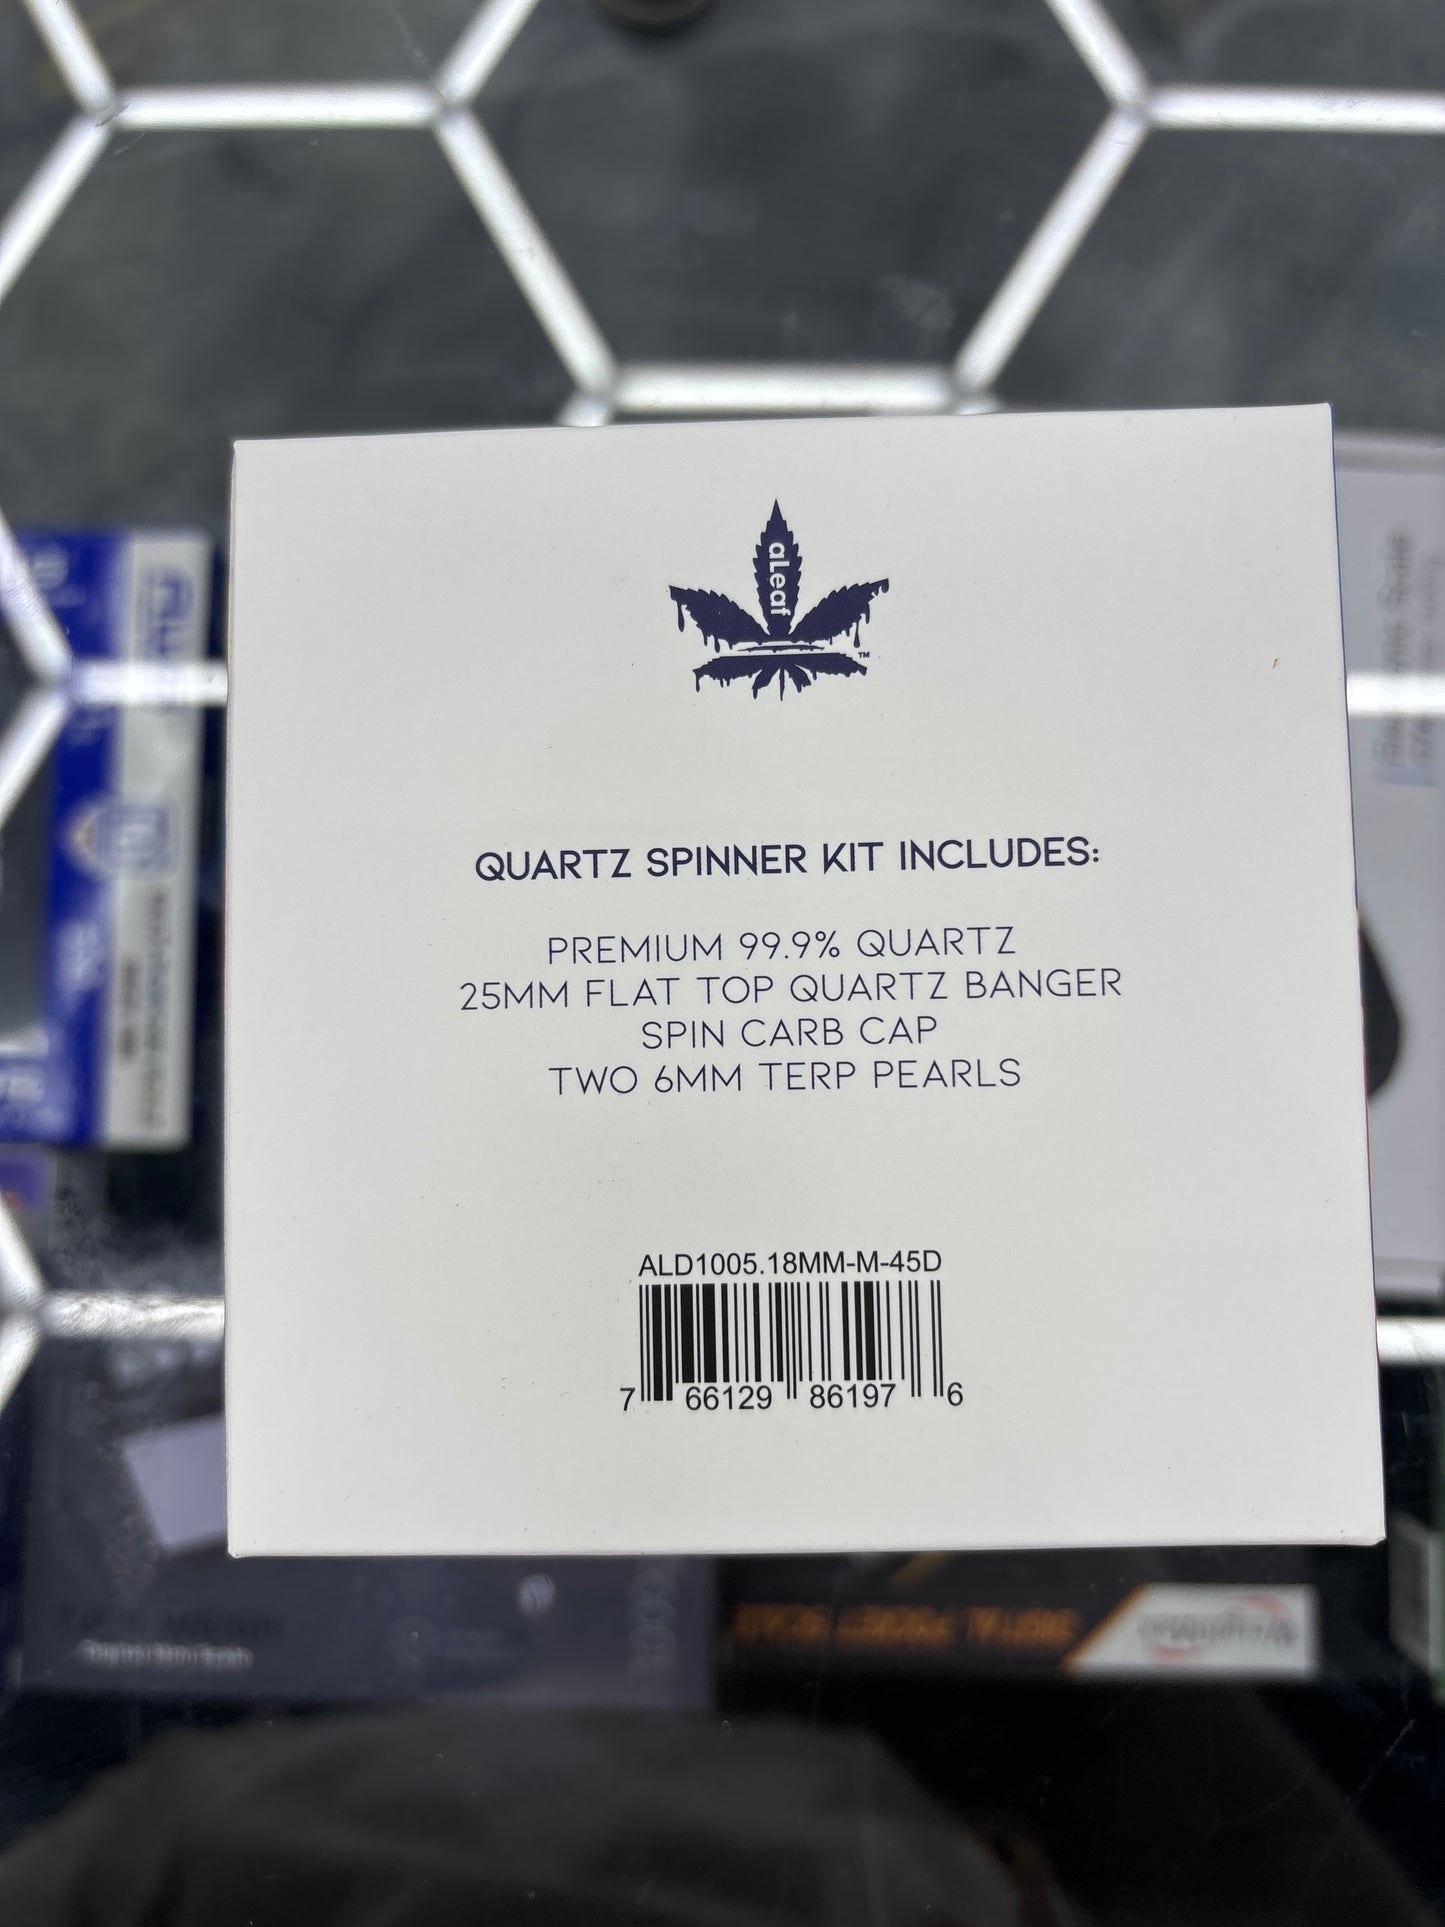 aLeaf
TM
QUARTZ SPINNER KIT INCLUDES:
PREMIUM 99.9% QUARTZ
25MM FLAT TOP QUARTZ BANGER
SPIN CARB CAP
TWO 6MM TERP PEARLS
ALD1005.18MM-M-45D
7 66129 86197 6